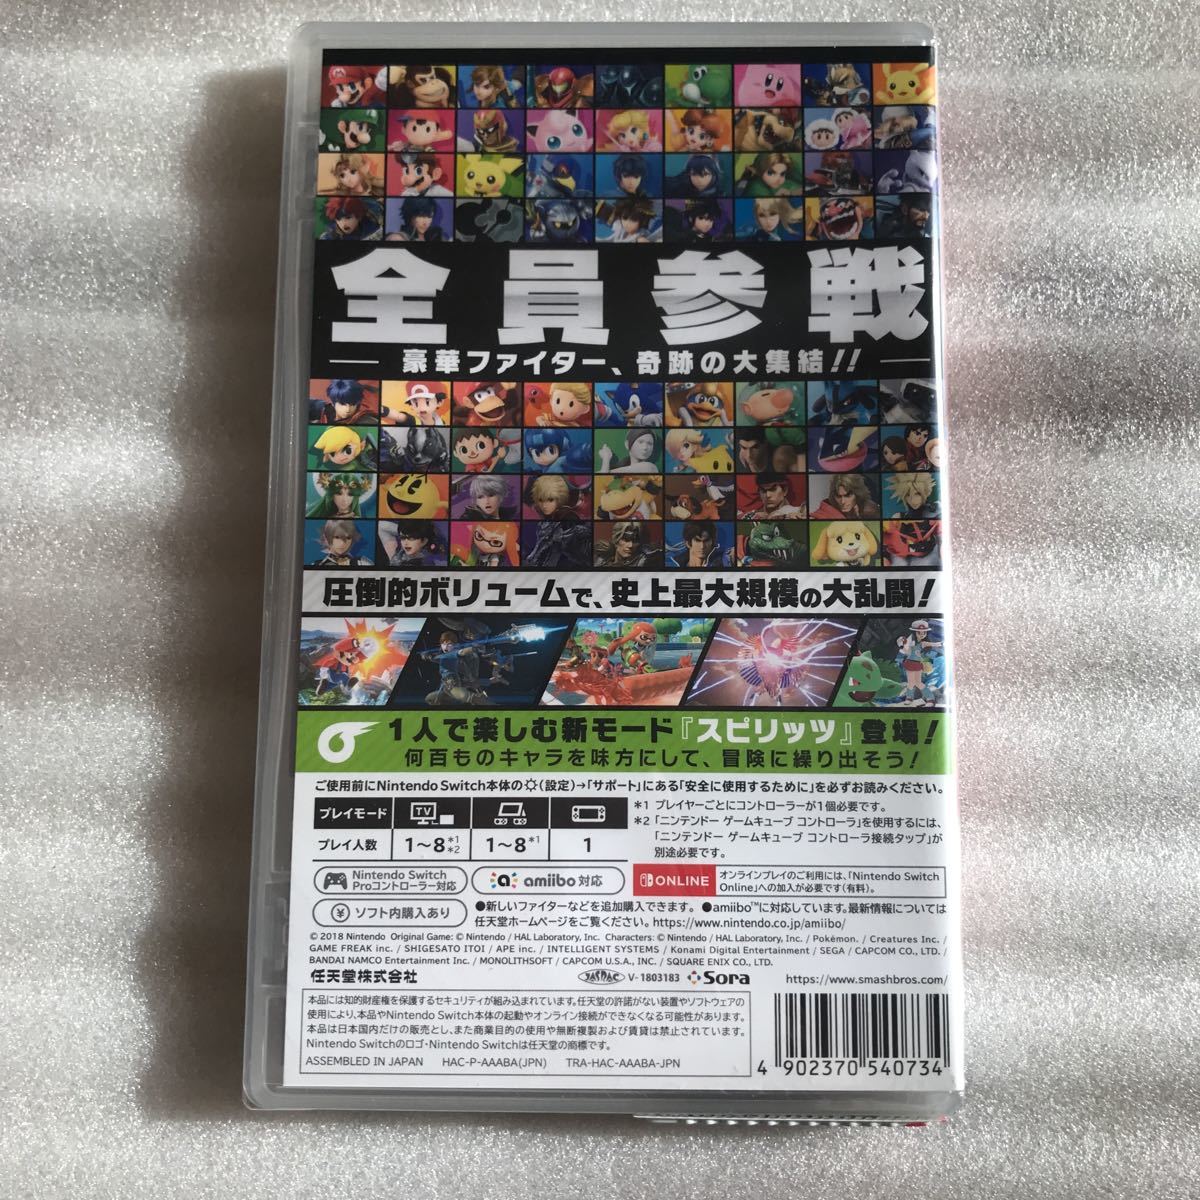 全員参戦
豪華ファイター、奇跡の大集結!!
圧倒的ボリュームで、史上最大規模の大乱闘!
1人で楽しむ新モード『スピリッツ』登場!
何百ものキャラを味方にして、冒険に繰り出そう!
ご使用前にNintendo Switch本体の(設定)→「サポート」にある「安全に使用するために」を必ずお読みください。
プレイモード TV
プレイ人数 1〜8 *1 *2 1〜8 *1 1
*1 プレイヤーごとにコントローラーが1個必要です。
*2 「ニンテンドー ゲームキューブ コントローラ」を使用するには、
「ニンテンドー ゲームキューブ コントローラ接続タップ」が
別途必要です。
Nintendo Switch
Proコントローラー対応
amiibo 対応
ONLINE
オンラインプレイのご利用には、「Nintendo Switch
Online」への加入が必要です(有料)。
ソフト内購入あり
●新しいファイターなどを追加購入できます。 ●amiibo™に対応しています。最新情報については
任天堂ホームページをご覧ください。https://www.nintendo.co.jp/amiibo/
© 2018 Nintendo Original Game: © Nintendo / HAL Laboratory, Inc. Characters: © Nintendo / HAL Laboratory, Inc. / Pokémon. / Creatures Inc. /
GAME FREAK inc. / SHIGESATO ITOI / APE inc. / INTELLIGENT SYSTEMS / Konami Digital Entertainment / SEGA / CAPCOM CO., LTD. /
BANDAI NAMCO Entertainment Inc. / MONOLITHSOFT / CAPCOM U.S.A., INC. / SQUARE ENIX CO., LTD.
任天堂株式会社
JASRAC V-1803183 Sora https://www.smashbros.com/
本品には知的財産権を保護するセキュリティが組み込まれています。任天堂の許諾がない装置やソフトウェアの
使用により、本品やNintendo Switch本体の起動やオンライン接続ができなくなる可能性があります。
本品は日本国内だけの販売とし、また商業目的の使用や無断複製および賃貸は禁止されています。
Nintendo Switchのロゴ・Nintendo Switchは任天堂の商標です。
ASSEMBLED IN JAPAN HAC-P-AAABA(JPN) TRA-HAC-AAABA-JPN
4 902370 540734